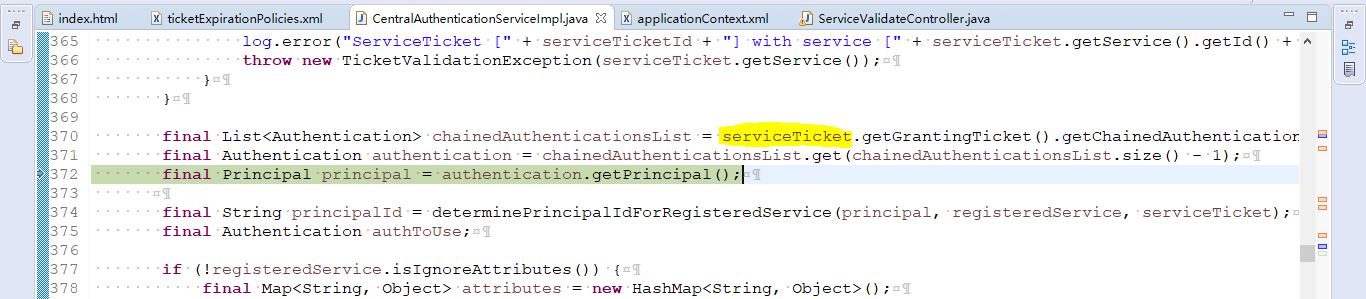 index.html ticketExpirationPolicies.xml CentralAuthenticationServiceImpl.java applicationContext.xml ServiceValidateController.java
365 log.error("ServiceTicket [" + serviceTicketId + "] with service [" + serviceTicket.getService().getId() +
366 throw new TicketValidationException(serviceTicket.getService());¤¶
367 }¤¶
368 }¤¶
369
370 final List<Authentication> chainedAuthenticationsList = serviceTicket.getGrantingTicket().getChainedAuthentication
371 final Authentication authentication = chainedAuthenticationsList.get(chainedAuthenticationsList.size() - 1);¤¶
372 final Principal principal = authentication.getPrincipal();¤¶
373 ¤¶
374 final String principalId = determinePrincipalIdForRegisteredService(principal, registeredService, serviceTicket);¤
375 final Authentication authToUse;¤¶
376
377 if (!registeredService.isIgnoreAttributes()) {¤¶
378 final Map<String, Object> attributes = new HashMap<String, Object>();¤¶